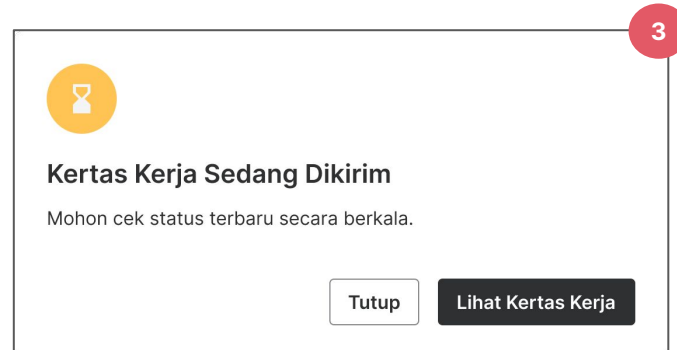 3
Kertas Kerja Sedang Dikirim
Mohon cek status terbaru secara berkala.
Tutup
Lihat Kertas Kerja